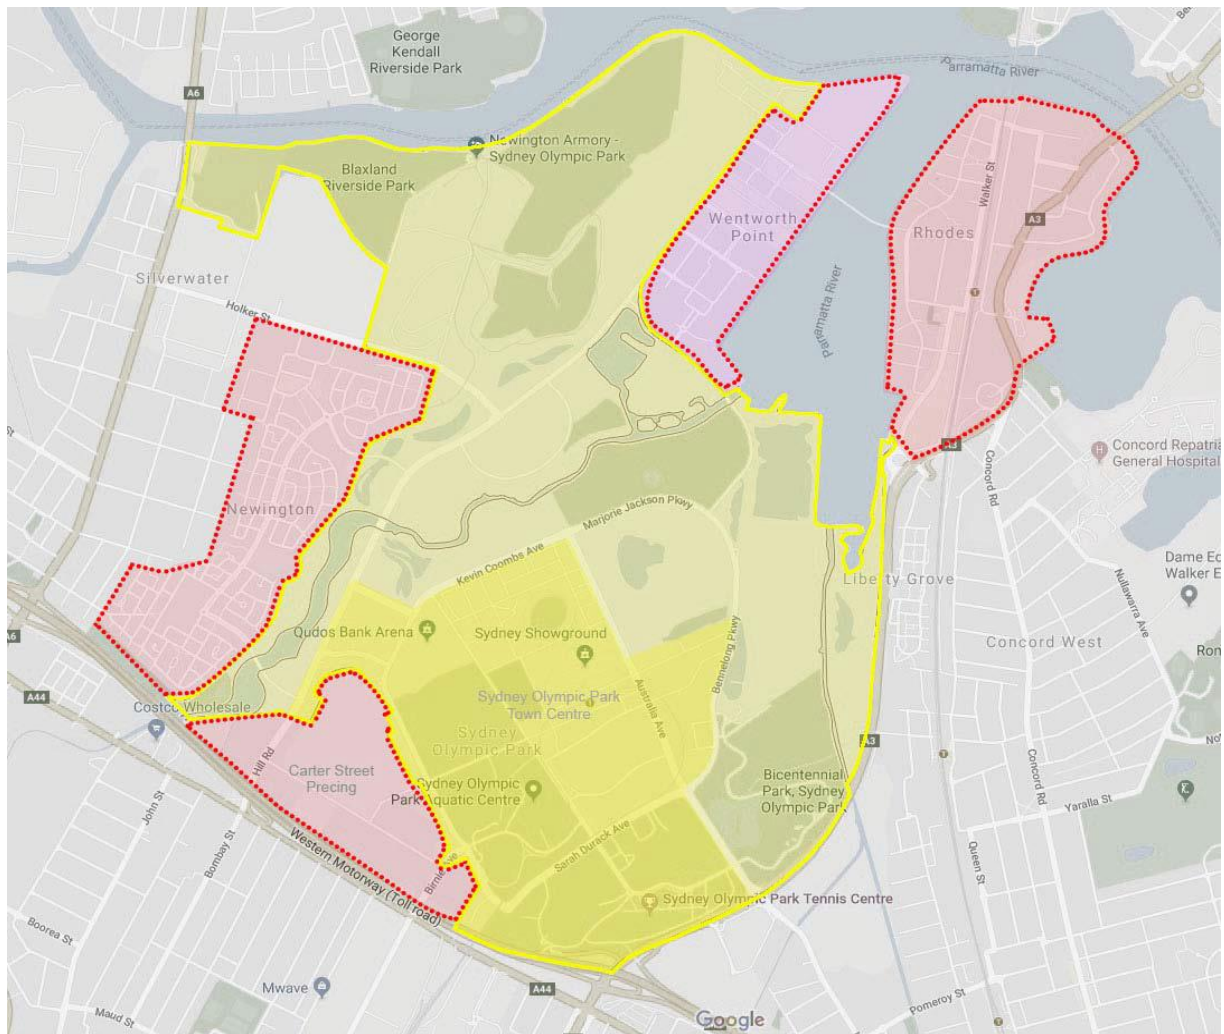 George
Kendall
Riverside Park
A6
Parramatta River
Newington Armory -
Sydney Olympic Park
Blaxland
Riverside Park
Walker St
Wentworth
Point
Rhodes
A3
Silverwater
Holker St
Parramatta River
Concord Repatri
General Hospital
Concord Rd
Marjorie Jackson Pkwy
Newington
Kevin Coombs Ave
Dame Ec
Walker E
Liberty Grove
Nullawarra Ave
A6
Qudos Bank Arena
Sydney Showground
Concord West
Bennelong Pkwy
Ron
A44
Costco Wholesale
Sydney Olympic Park
Town Centre
Australia Ave
Sydney
Olympic Park
A3
No
Hill Rd
Carter Street
Precing
Sydney Olympic
Park Aquatic Centre
Bicentennial
Park, Sydney
Olympic Park
Concord Rd
Yaralla St
John St
Bombay St
Sarah Durack Ave
Queen St
Western Motorway (Toll road)
Sydney Olympic Park Tennis Centre
Boorea St
Mwave
A44
Pomeroy St
Maud St
Google